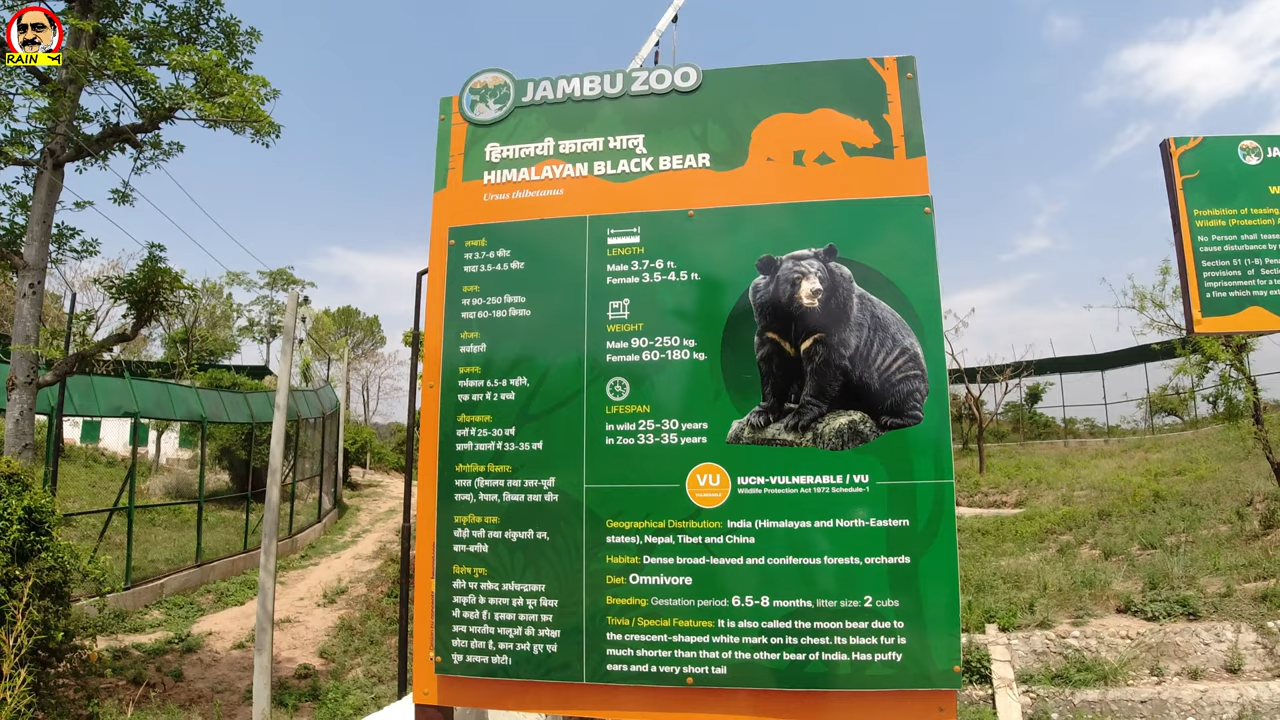 RAIN
JAMBU ZOO
हिमालयी काला भालू
HIMALAYAN BLACK BEAR
Ursus thibetanus
लम्बाई:
नर 3.7-6 फीट
मादा 3.5-4.5 फीट
वजन:
नर 90-250 किग्रा०
मादा 60-180 किग्रा०
भोजन:
सर्वाहारी
प्रजनन:
गर्भकाल 6.5-8 महीने,
एक बार में 2 बच्चे
जीवनकाल:
वनों में 25-30 वर्ष
प्राणी उद्यानों में 33-35 वर्ष
भौगोलिक विस्तार:
भारत (हिमालय तथा उत्तर-पूर्वी
राज्य), नेपाल, तिब्बत तथा चीन
प्राकृतिक वास:
चौड़ी पत्ती तथा शंकुधारी वन,
बाग-बगीचे
विशेष गुण:
सीने पर सफ़ेद अर्धचन्द्राकार
आकृति के कारण इसे मून बियर
भी कहते हैं। इसका काला फ़र
अन्य भारतीय भालूओं की अपेक्षा
छोटा होता है, कान उभरे हुए एवं
पूंछ अत्यन्त छोटी।
LENGTH
Male 3.7-6 ft.
Female 3.5-4.5 ft.
WEIGHT
Male 90-250 kg.
Female 60-180 kg.
LIFESPAN
in wild 25-30 years
in Zoo 33-35 years
VU
VULNERABLE
IUCN-VULNERABLE / VU
Wildlife Protection Act 1972 Schedule-1
Geographical Distribution: India (Himalayas and North-Eastern
states), Nepal, Tibet and China
Habitat: Dense broad-leaved and coniferous forests, orchards
Diet: Omnivore
Breeding: Gestation period: 6.5-8 months, litter size: 2 cubs
Trivia / Special Features: It is also called the moon bear due to
the crescent-shaped white mark on its chest. Its black fur is
much shorter than that of the other bear of India. Has puffy
ears and a very short tail
JA
W
Prohibition of teasing
Wildlife (Protection) A
No Person shall tease
cause disturbance by
Section 51 (1-B) Pena
provisions of Secti
imprisonment for a te
a fine which may ext